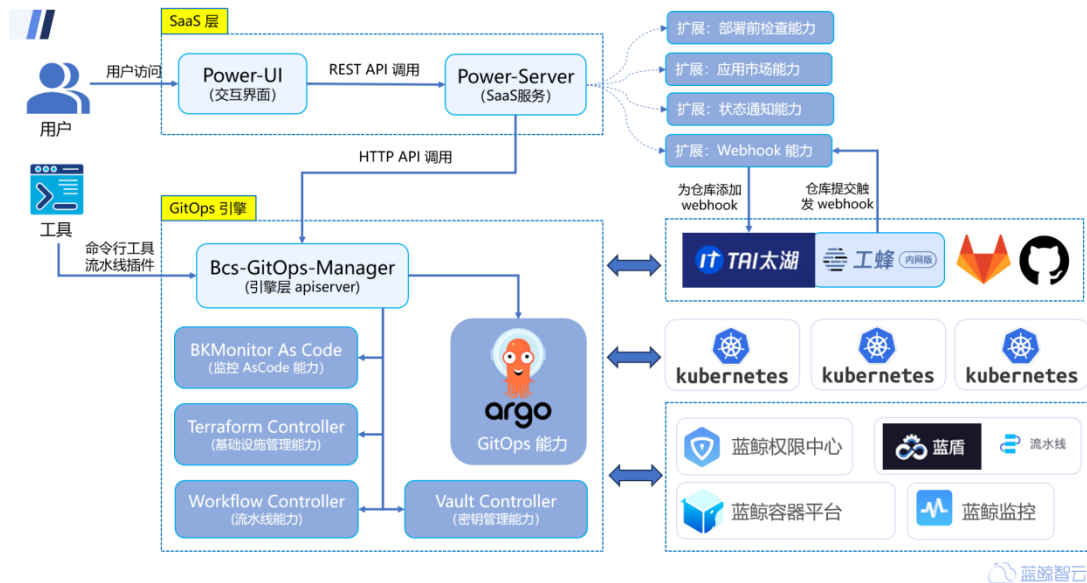 SaaS 层
用户访问
Power-UI
(交互界面)
REST API 调用
Power-Server
(SaaS服务)
用户
扩展：部署前检查能力
扩展：应用市场能力
扩展：状态通知能力
扩展：Webhook 能力
HTTP API 调用
为仓库添加
webhook
仓库提交触
发 webhook
工具
命令行工具
流水线插件
GitOps 引擎
Bcs-GitOps-Manager
(引擎层 apiserver)
TAI太湖
工蜂
内网版
BKMonitor As Code
(监控 AsCode 能力)
Terraform Controller
(基础设施管理能力)
Workflow Controller
(流水线能力)
Vault Controller
(密钥管理能力)
argo
GitOps 能力
kubernetes
kubernetes
kubernetes
蓝鲸权限中心
蓝盾
流水线
蓝鲸容器平台
蓝鲸监控
蓝鲸智云